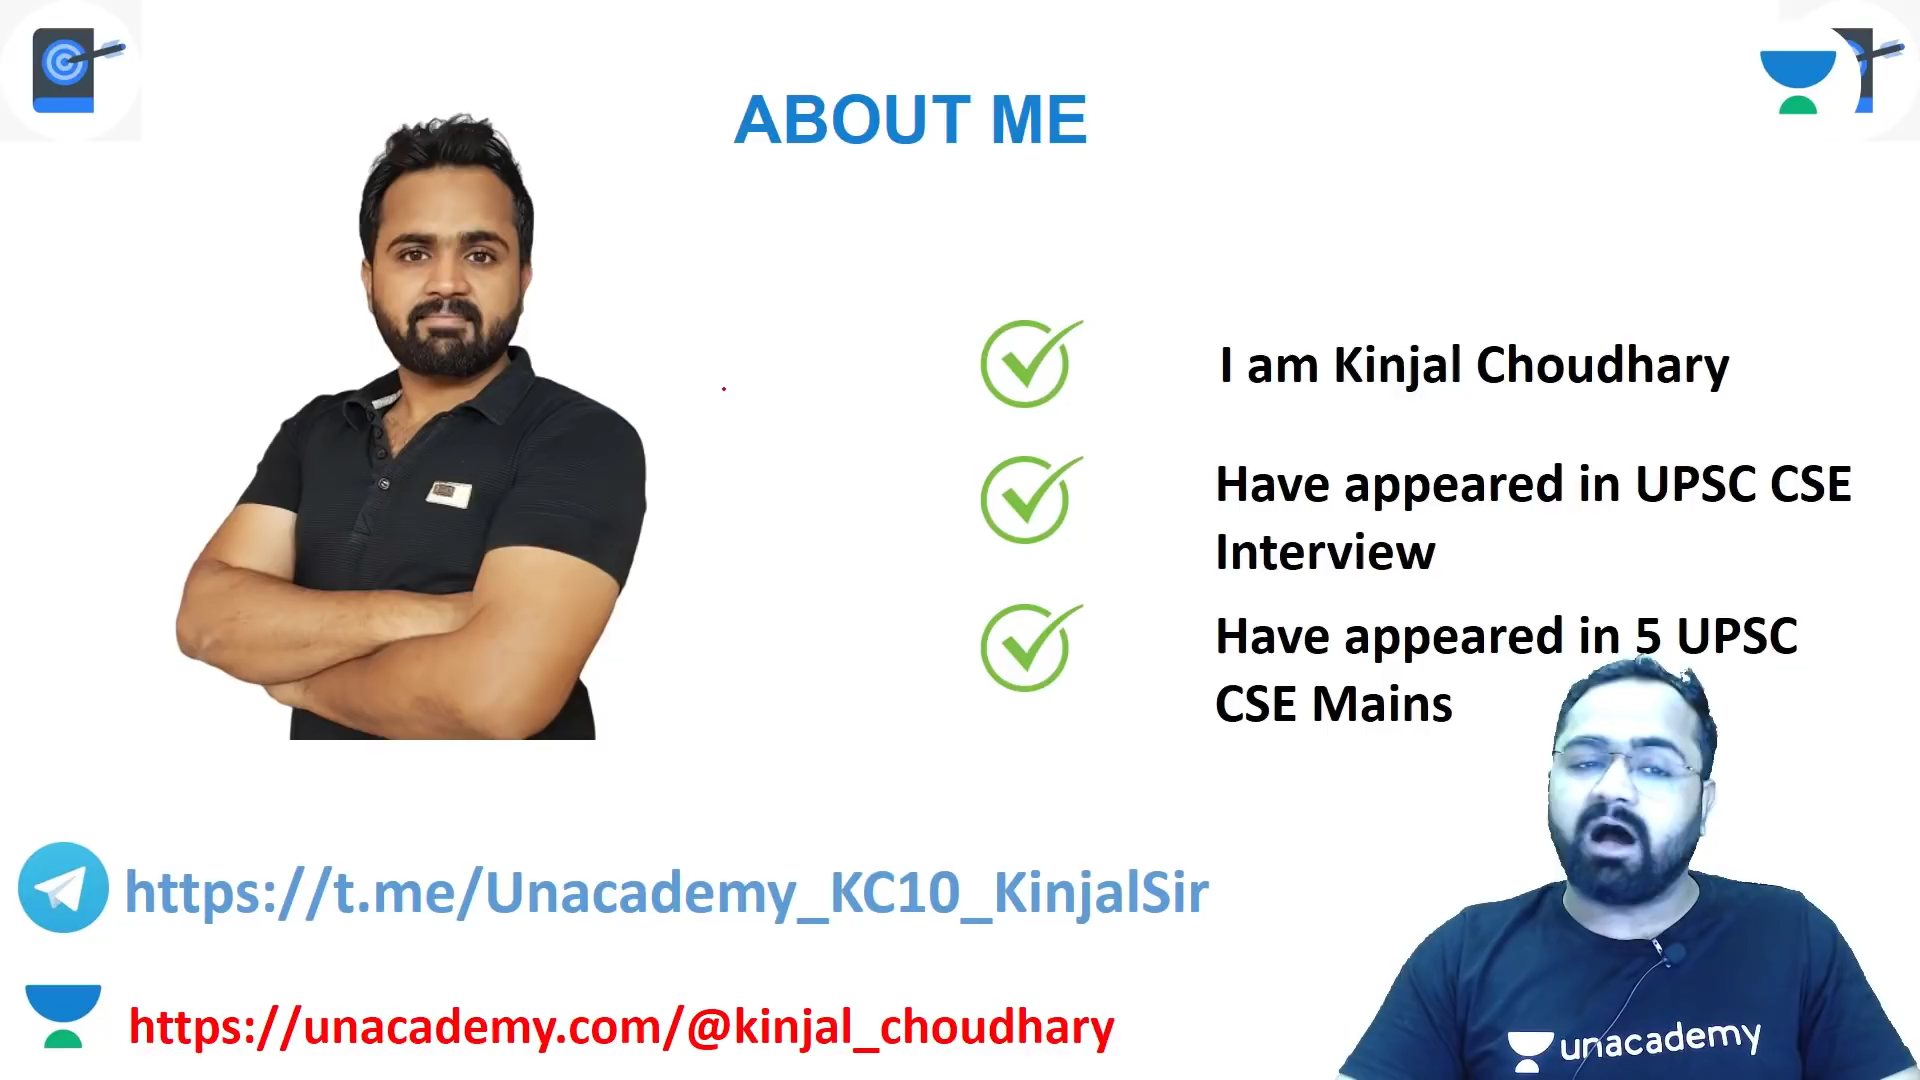 ABOUT ME
I am Kinjal Choudhary
Have appeared in UPSC CSE
Interview
Have appeared in 5 UPSC
CSE Mains
https://t.me/Unacademy_KC10_KinjalSir
https://unacademy.com/@kinjal_choudhary
unacademy